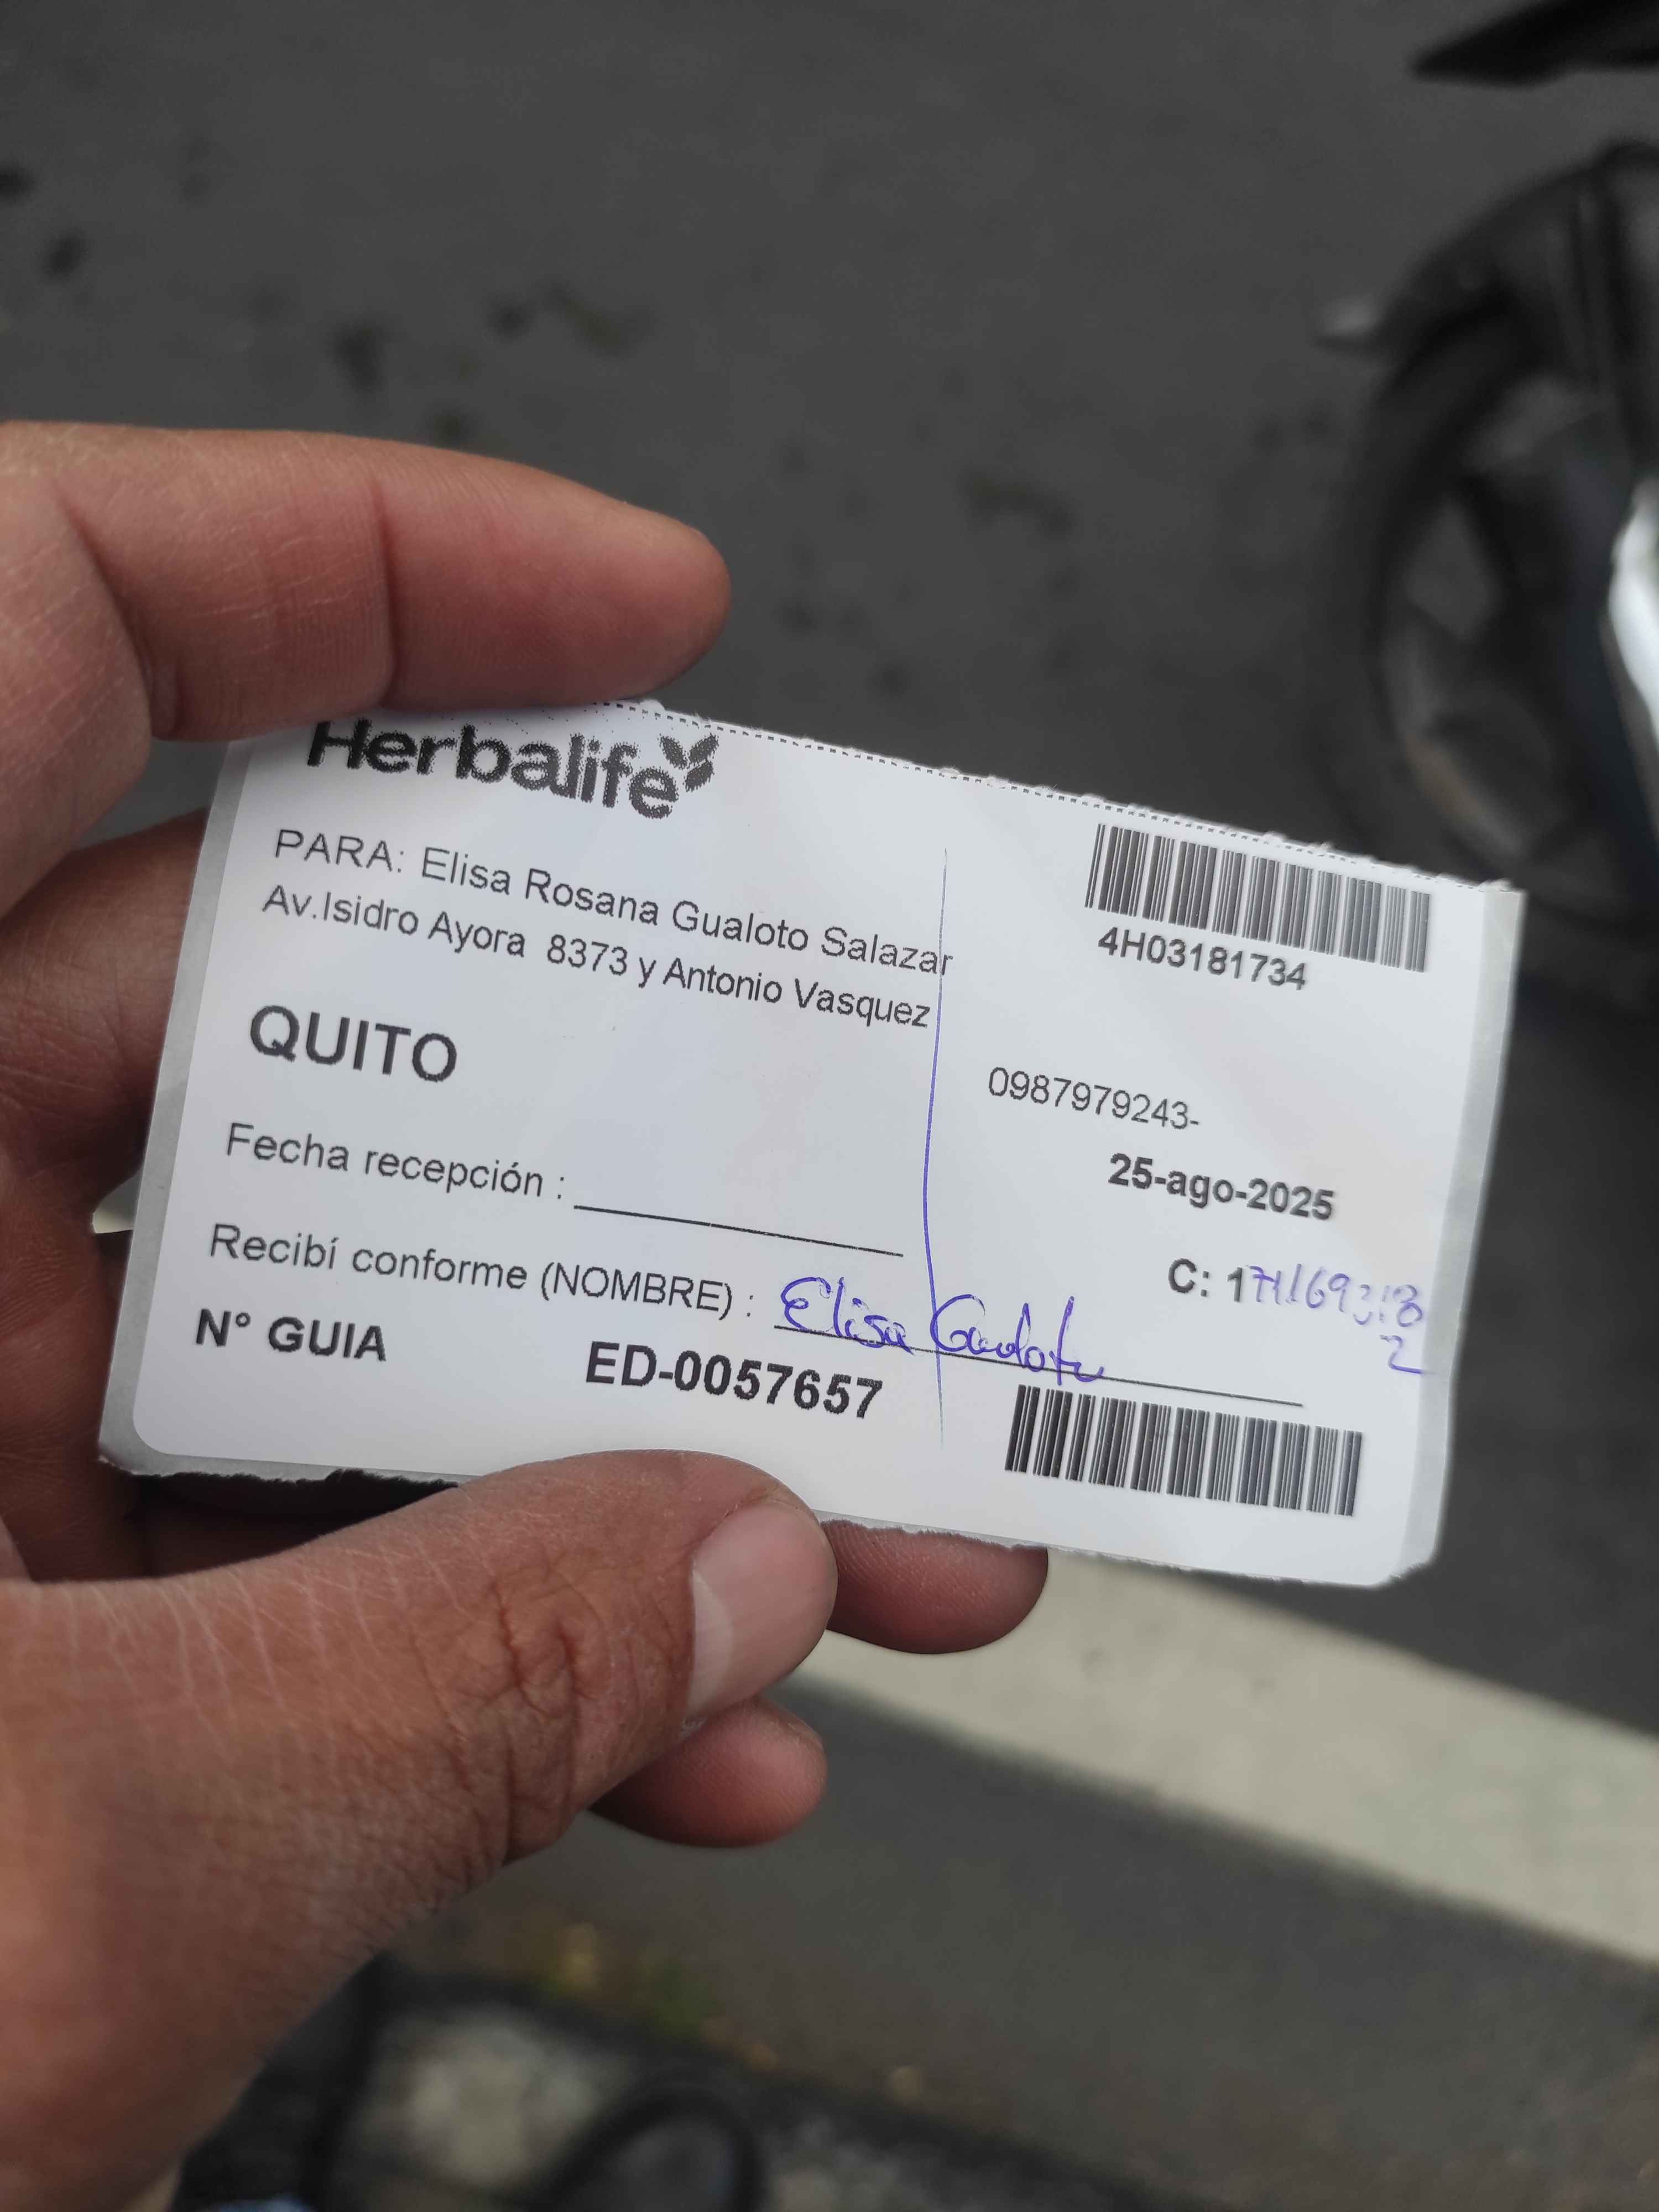 Herbalife
PARA: Elisa Rosana Gualoto Salazar
Av.Isidro Ayora 8373 y Antonio Vasquez
4H03181734
QUITO
0987979243-
25-ago-2025
Fecha recepción :
C: 1
Recibí conforme (NOMBRE) : Elisa Gualoto
N° GUIA ED-0057657